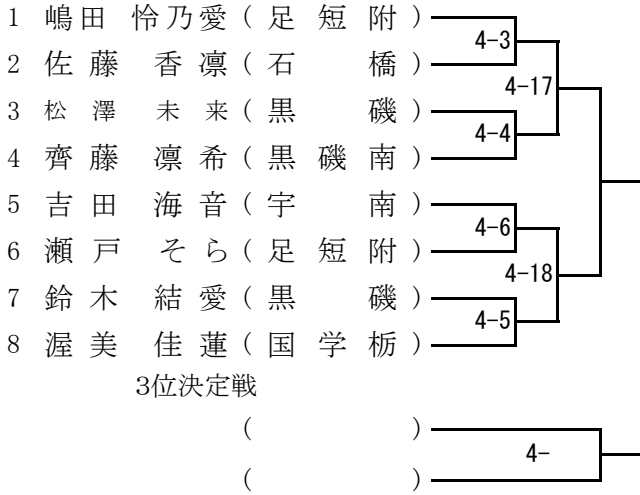 1 嶋田 怜乃愛 ( 足 短 附 )
4-3
2 佐藤 香凛 ( 石 橋 )
4-17
3 松澤 未来 ( 黒 磯 )
4-4
4 齊藤 凛希 ( 黒 磯 南 )
5 吉田 海音 ( 宇 南 )
4-6
6 瀬戸 そら ( 足 短 附 )
4-18
7 鈴木 結愛 ( 黒 磯 )
4-5
8 渥美 佳蓮 ( 国 学 栃 )
3位決定戦
( )
4-
( )